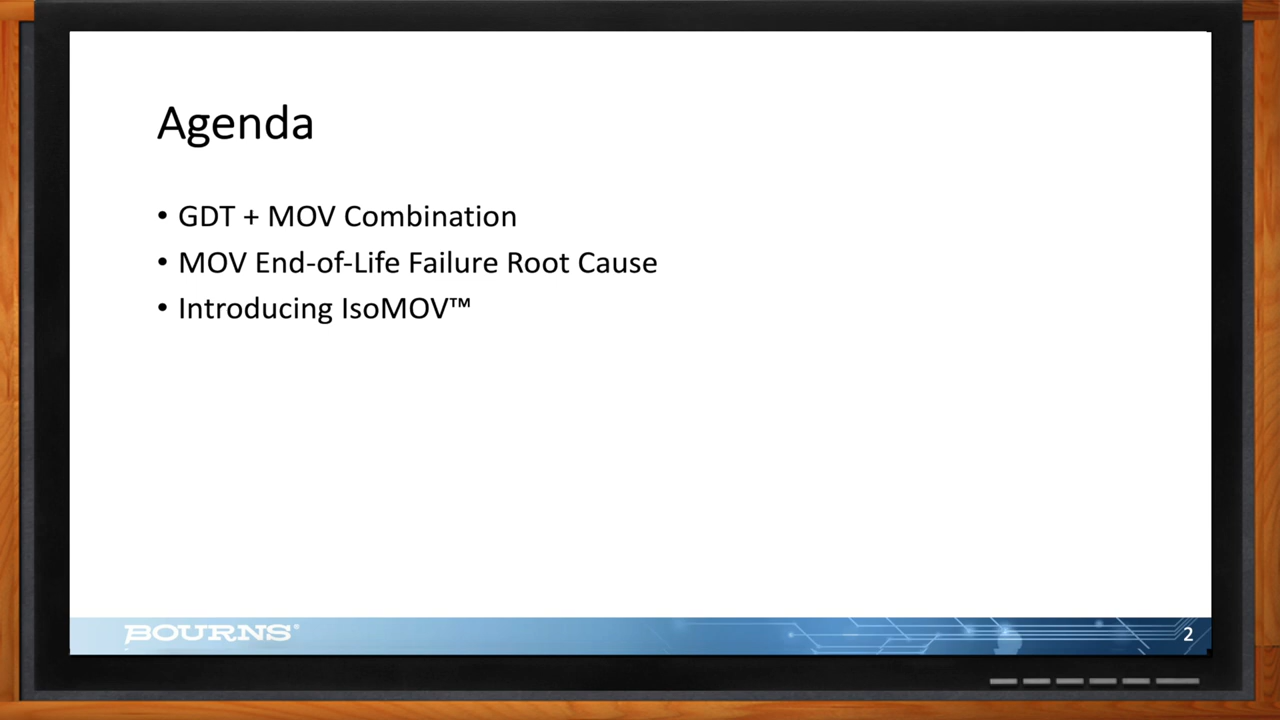 Agenda
• GDT + MOV Combination
• MOV End-of-Life Failure Root Cause
• Introducing IsoMOV™
BOURNS®
2